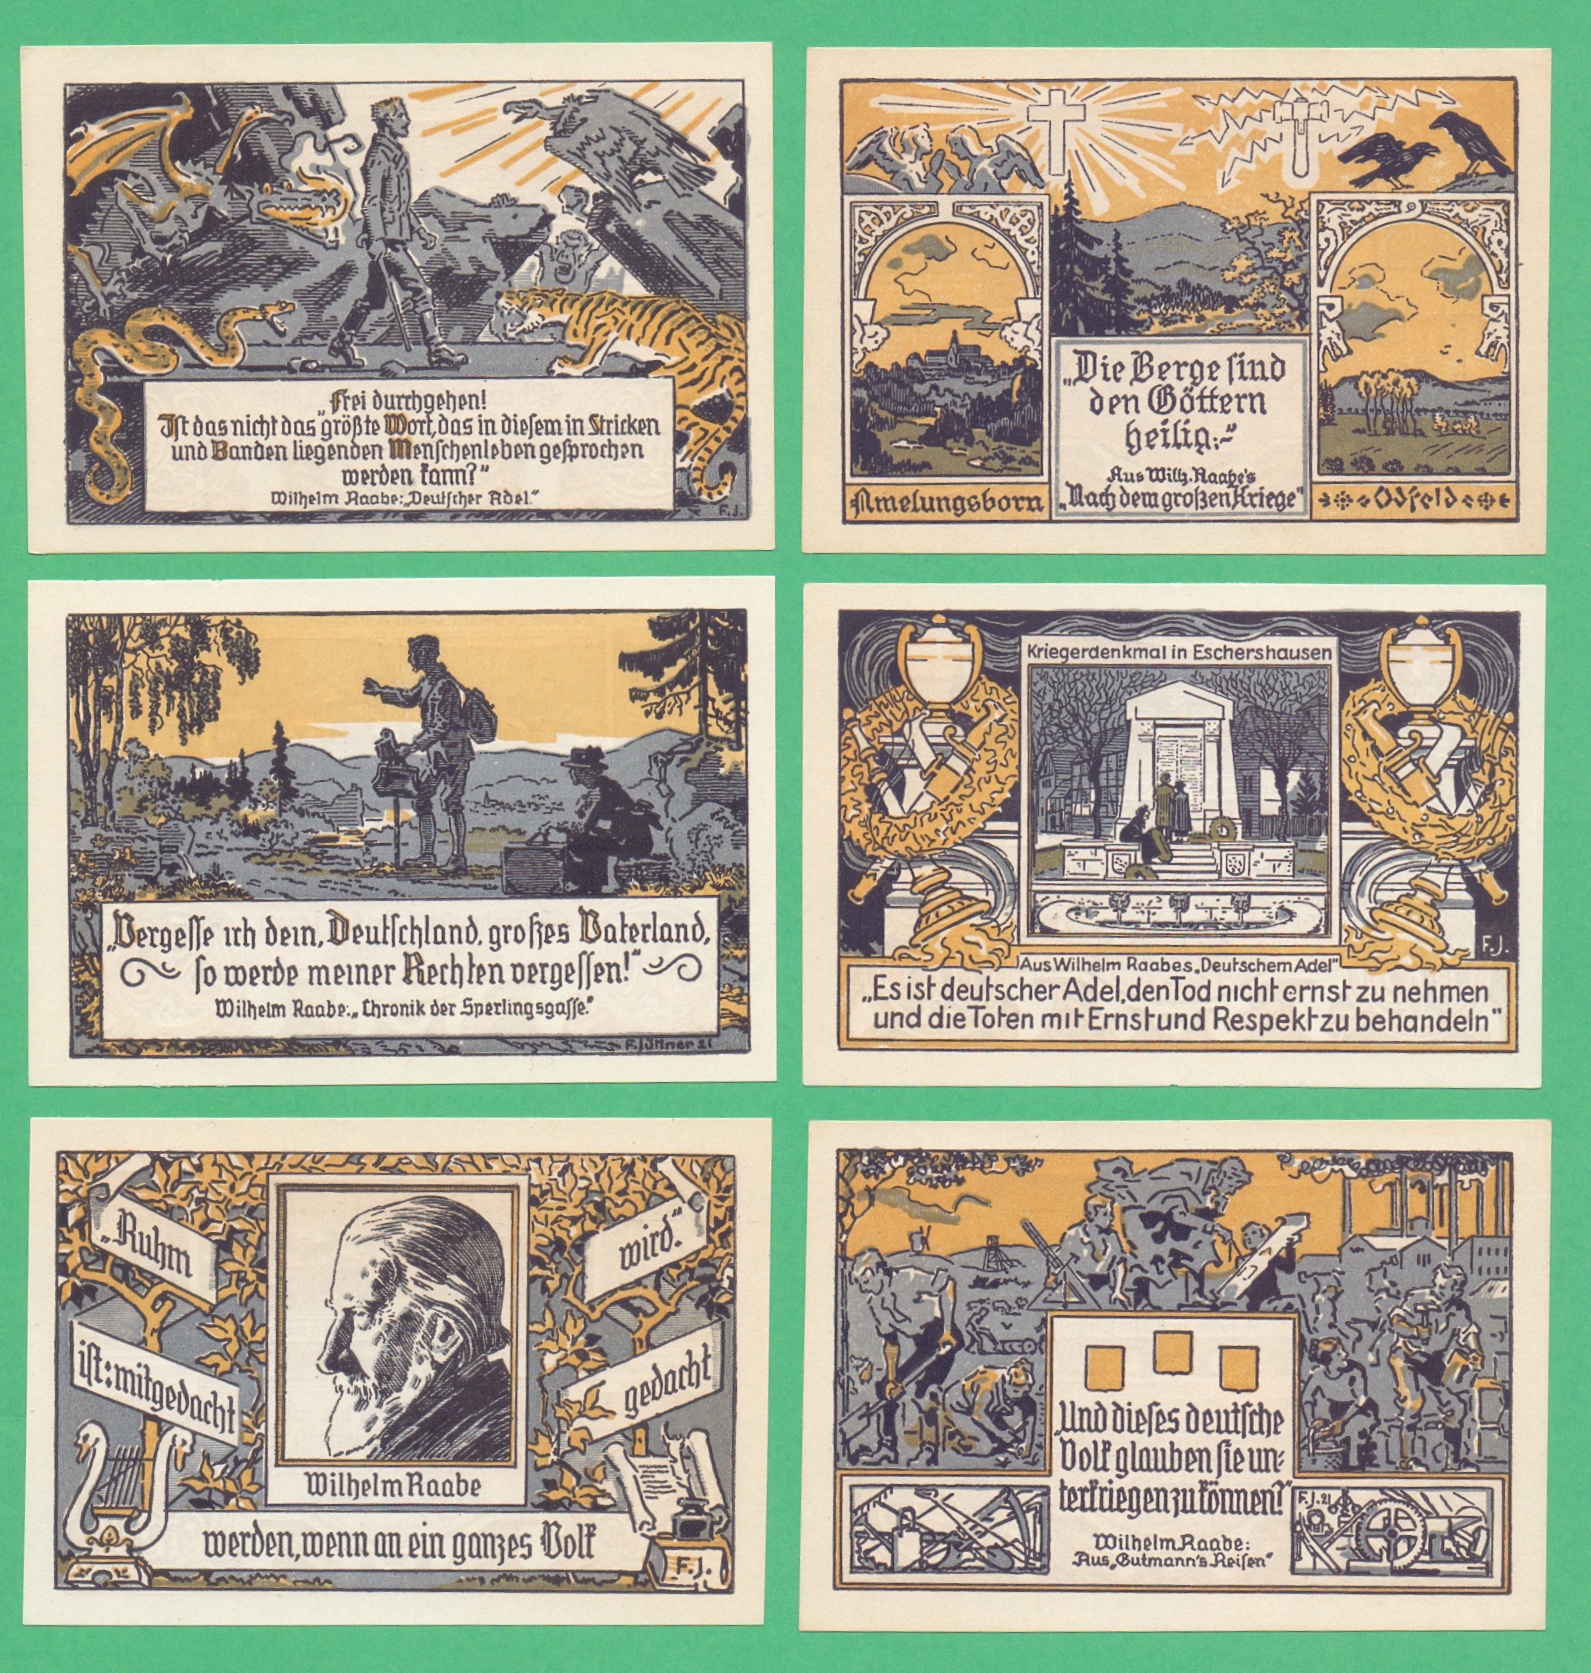 Frei durchgehen!
Ist das nicht das „größte Wort, das in diesem in Stricken
und Banden liegenden Menschenleben gesprochen
werden kann?"
Wilhelm Raabe: „Deutscher Adel."
F.J.
„Die Berge sind
den Göttern
heilig:-"
Aus Wilh. Raabe's
„Nach dem großen Kriege"
Amelungsborn
Odfeld
„Vergesse ich dein, Deutschland, großes Vaterland,
so werde meiner Rechten vergessen!"
Wilhelm Raabe: „Chronik der Sperlingsgasse."
F. Jüttner 21
Kriegerdenkmal in Eschershausen
F.J.
Aus Wilhelm Raabes „Deutschem Adel"
„Es ist deutscher Adel, den Tod nicht ernst zu nehmen
und die Toten mit Ernst und Respekt zu behandeln"
„Ruhm
ist: mitgedacht
werden, wenn an ein ganzes Volk
gedacht
wird."
Wilhelm Raabe
F.J.
„Und dieses deutsche
Volk glauben sie un-
terkriegen zu können?"
Wilhelm Raabe:
Aus „Gutmann's Reisen"
F.J. 21